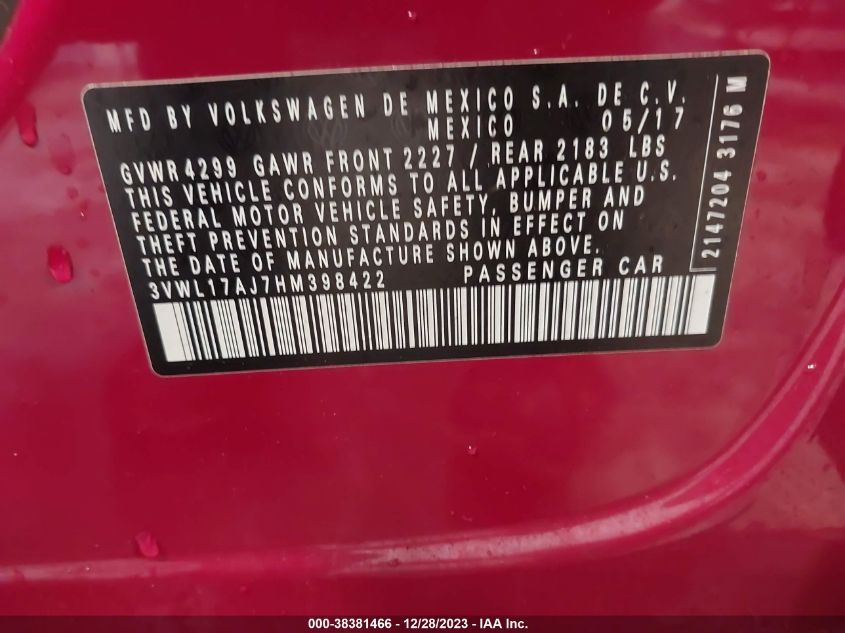 MFD BY VOLKSWAGEN DE MEXICO S.A. DE C.V.
MEXICO 05/17
GVWR 4299 GAWR FRONT 2227 / REAR 2183 LBS
THIS VEHICLE CONFORMS TO ALL APPLICABLE U.S.
FEDERAL MOTOR VEHICLE SAFETY, BUMPER AND
THEFT PREVENTION STANDARDS IN EFFECT ON
THE DATE OF MANUFACTURE SHOWN ABOVE.
3VWL17AJ7HM398422 PASSENGER CAR
2147204 3176 M
000-38381466 - 12/28/2023 - IAA Inc.